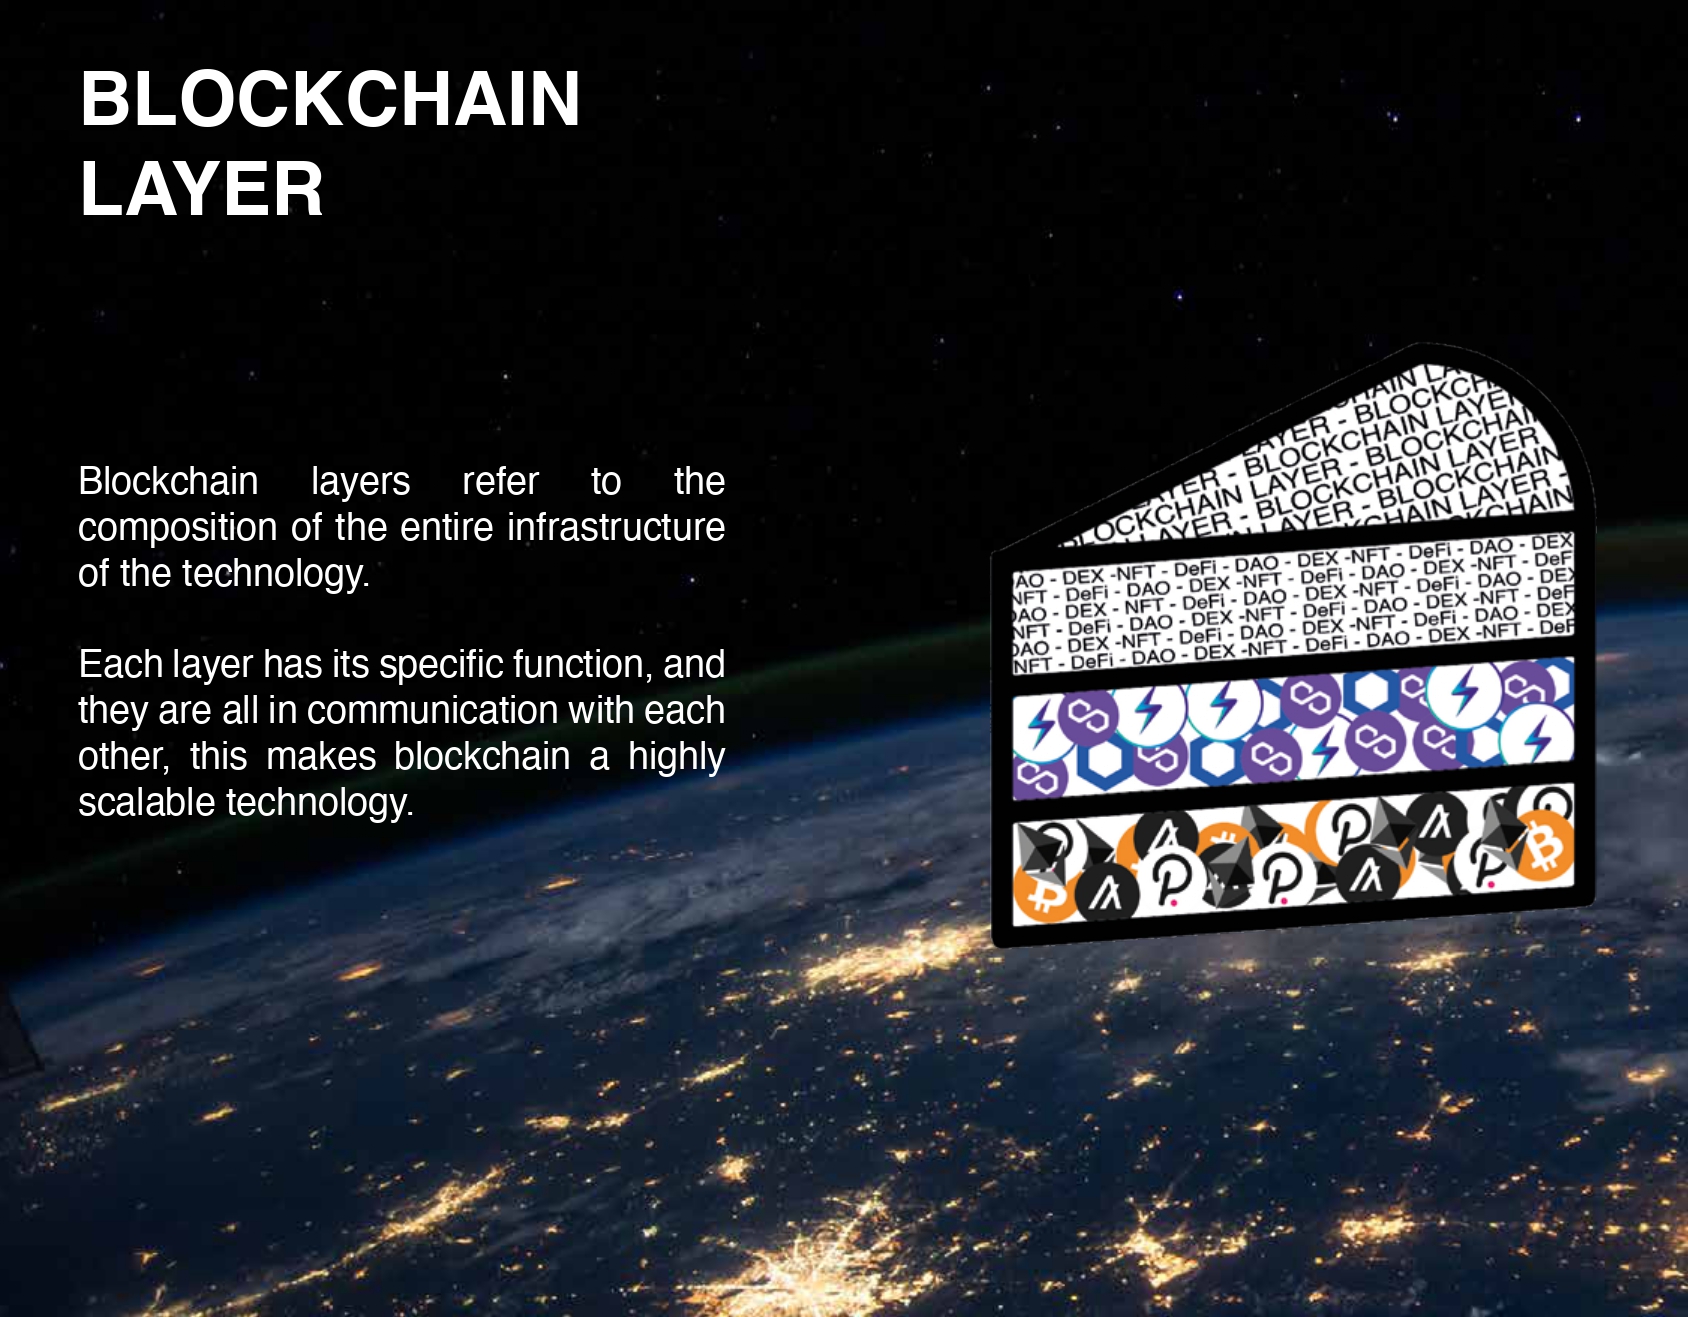 BLOCKCHAIN
LAYER
Blockchain layers refer to the
composition of the entire infrastructure
of the technology.
Each layer has its specific function, and
they are all in communication with each
other, this makes blockchain a highly
scalable technology.
LAYER - BLOCKCHAIN
LAYER - BLOCKCHAIN LAYER
BLOCKCHAIN LAYER - BLOCKCHAIN
LAYER - BLOCKCHAIN LAYER
DAO - DEX -NFT - DeFi - DAO - DEX -NFT - DeFi - DAO - DEX
NFT - DeFi - DAO - DEX -NFT - DeFi - DAO - DEX -NFT - DeF
DAO - DEX - NFT - DeFi - DAO - DEX -NFT - DeFi - DAO - DEX
NFT - DeFi - DAO - DEX -NFT - DeFi - DAO - DEX -NFT - DeF
DAO - DEX -NFT - DeFi - DAO - DEX -NFT - DeFi - DAO - DEX
NFT - DeFi - DAO - DEX -NFT - DeFi - DAO - DEX -NFT - DeF